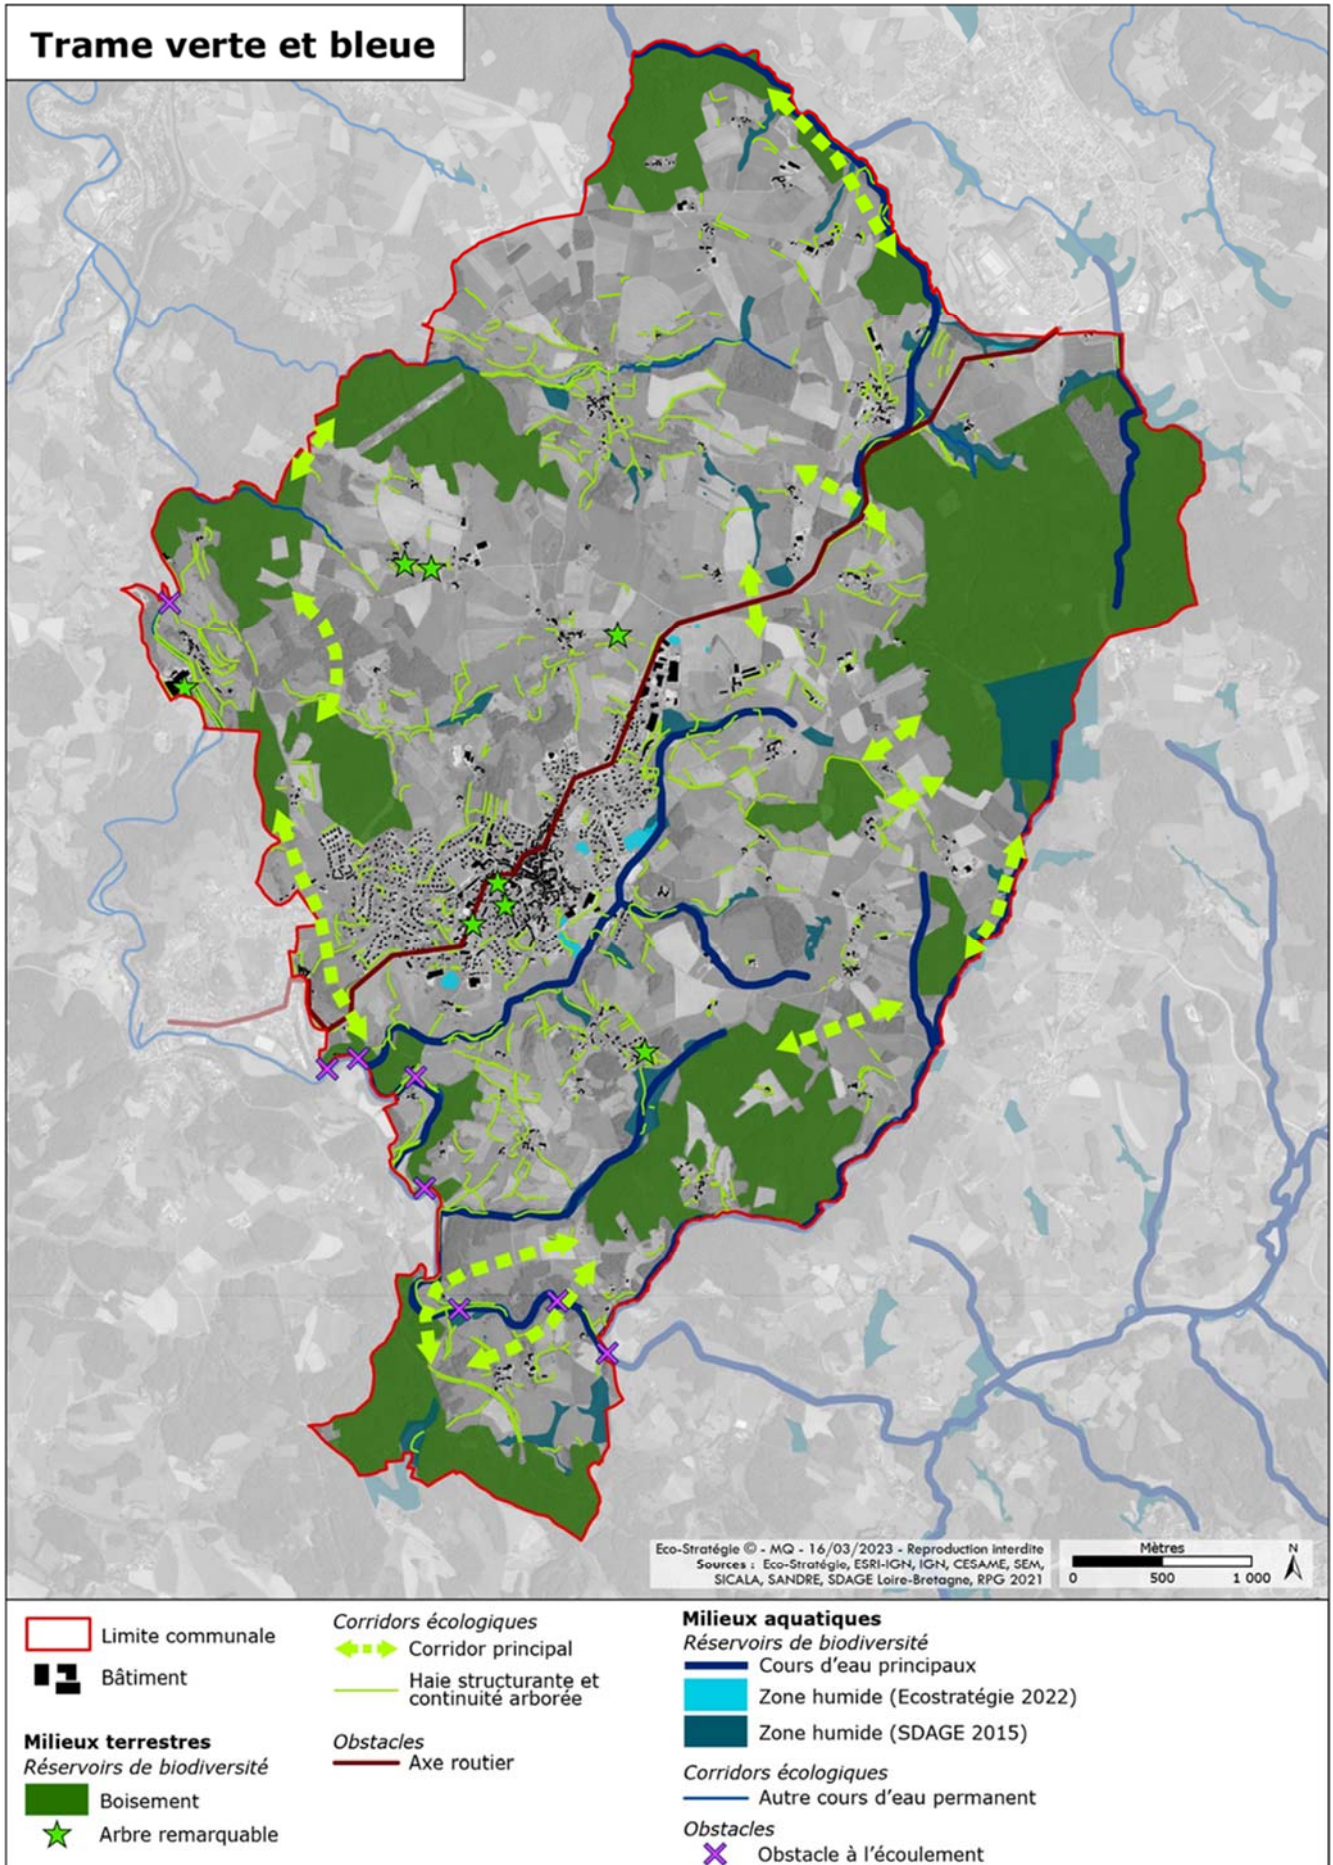 Trame verte et bleue
Eco-Stratégie © - MQ - 16/03/2023 - Reproduction interdite
Sources : Eco-Stratégie, ESRI-IGN, IGN, CESAME, SEM,
SICALA, SANDRE, SDAGE Loire-Bretagne, RPG 2021
Mètres
0 500 1 000
N
Limite communale
Bâtiment
Milieux terrestres
Réservoirs de biodiversité
Boisement
Arbre remarquable
Corridors écologiques
Corridor principal
Haie structurante et
continuité arborée
Obstacles
Axe routier
Milieux aquatiques
Réservoirs de biodiversité
Cours d'eau principaux
Zone humide (Ecostratégie 2022)
Zone humide (SDAGE 2015)
Corridors écologiques
Autre cours d'eau permanent
Obstacles
Obstacle à l'écoulement